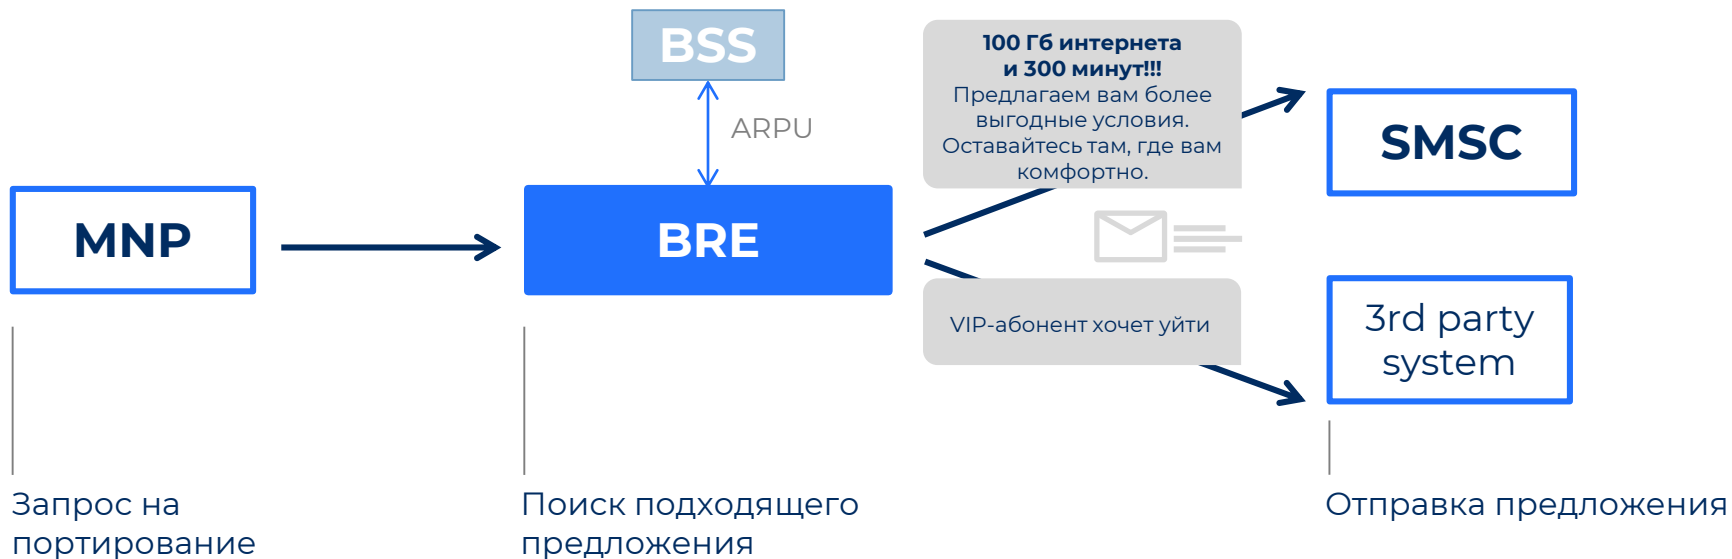 BSS
ARPU
100 Гб интернета
и 300 минут!!!
Предлагаем вам более
выгодные условия.
Оставайтесь там, где вам
комфортно.
SMSC
MNP
BRE
VIP-абонент хочет уйти
3rd party
system
Запрос на
портирование
Поиск подходящего
предложения
Отправка предложения